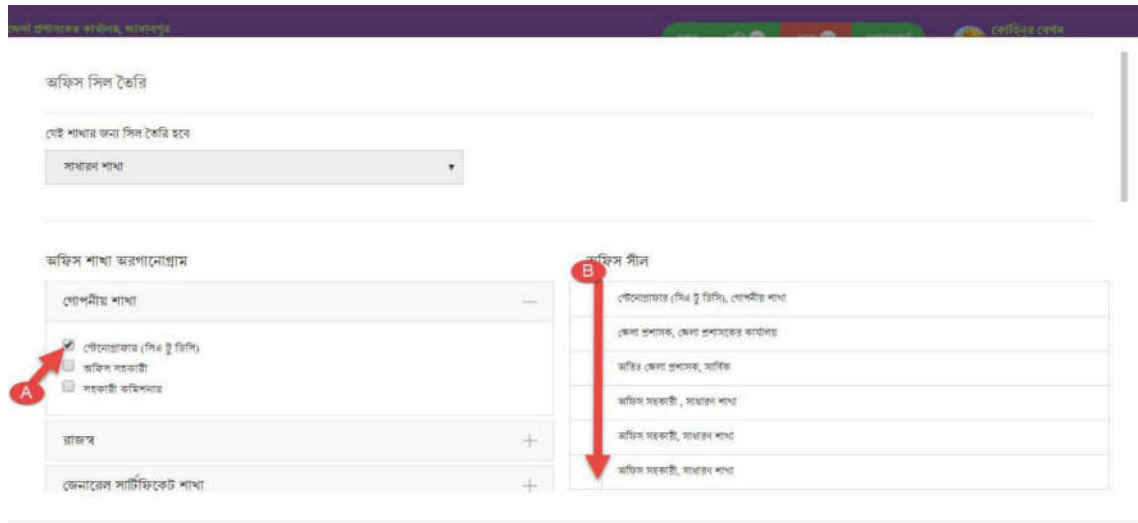 জেলা প্রশাসকের কার্যালয়, জামালপুর
কোহিনূর বেগম
অফিস সিল তৈরি
যেই শাখার জন্য সিল তৈরি হবে
সাধারণ শাখা
অফিস শাখা অরগানোগ্রাম
গোপনীয় শাখা
স্টেনোগ্রাফার (সিএ টু ডিসি)
অফিস সহকারী
সহকারী কমিশনার
A
রাজস্ব
জেনারেল সার্টিফিকেট শাখা
অফিস সীল
B
স্টেনোগ্রাফার (সিএ টু ডিসি), গোপনীয় শাখা
জেলা প্রশাসক, জেলা প্রশাসকের কার্যালয়
অতিঃ জেলা প্রশাসক, সার্বিক
অফিস সহকারী , সাধারণ শাখা
অফিস সহকারী, সাধারণ শাখা
অফিস সহকারী, সাধারণ শাখা